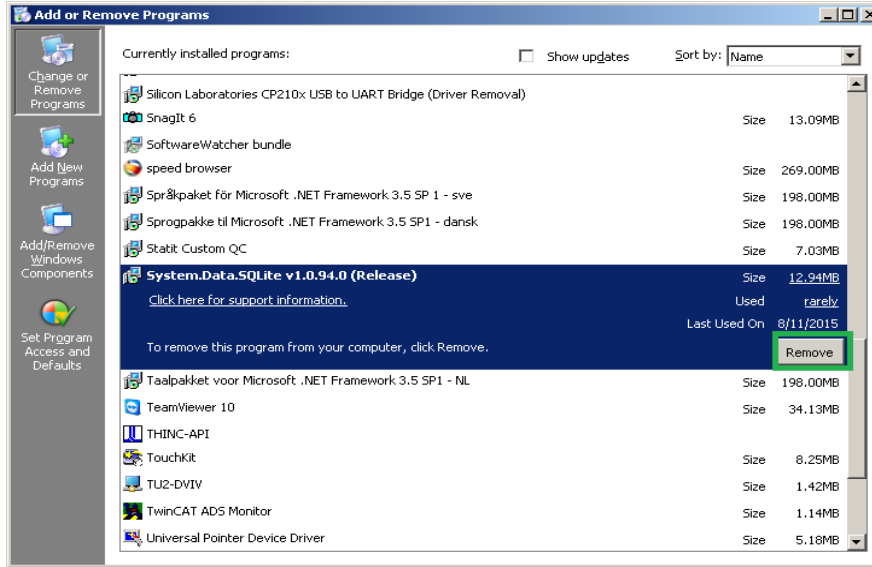 Add or Remove Programs
Change or
Remove
Programs
Add New
Programs
Add/Remove
Windows
Components
Set Program
Access and
Defaults
Currently installed programs:
Show updates
Sort by: Name
Silicon Laboratories CP210x USB to UART Bridge (Driver Removal)
SnagIt 6 Size 13.09MB
SoftwareWatcher bundle
speed browser Size 269.00MB
Språkpaket för Microsoft .NET Framework 3.5 SP 1 - sve Size 198.00MB
Sprogpakke til Microsoft .NET Framework 3.5 SP1 - dansk Size 198.00MB
Statit Custom QC Size 7.03MB
System.Data.SQLite v1.0.94.0 (Release) Size 12.94MB
Click here for support information. Used rarely
Last Used On 8/11/2015
To remove this program from your computer, click Remove. Remove
Taalpakket voor Microsoft .NET Framework 3.5 SP1 - NL Size 198.00MB
TeamViewer 10 Size 34.13MB
THINC-API
TouchKit Size 8.25MB
TU2-DVIV Size 1.42MB
TwinCAT ADS Monitor Size 1.14MB
Universal Pointer Device Driver Size 5.18MB